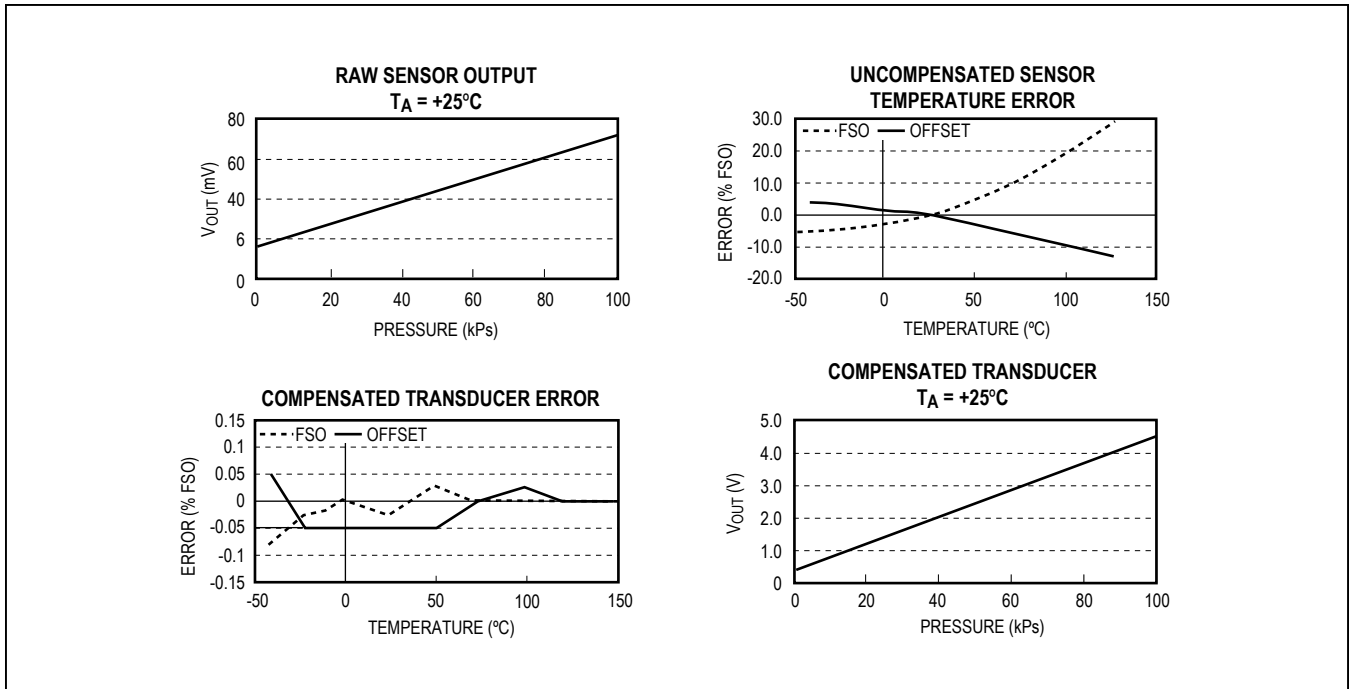 RAW SENSOR OUTPUT
TA = +25°C
80
60
40
6
0
VOUT (mV)
0 20 40 60 80 100
PRESSURE (kPs)
UNCOMPENSATED SENSOR
TEMPERATURE ERROR
FSO OFFSET
30.0
20.0
10.0
0.0
-10.0
-20.0
ERROR (% FSO)
-50 0 50 100 150
TEMPERATURE (ºC)
COMPENSATED TRANSDUCER ERROR
FSO OFFSET
0.15
0.1
0.05
0
-0.05
-0.1
-0.15
ERROR (% FSO)
-50 0 50 100 150
TEMPERATURE (ºC)
COMPENSATED TRANSDUCER
TA = +25°C
5.0
4.0
3.0
2.0
1.0
0
VOUT (V)
0 20 40 60 80 100
PRESSURE (kPs)